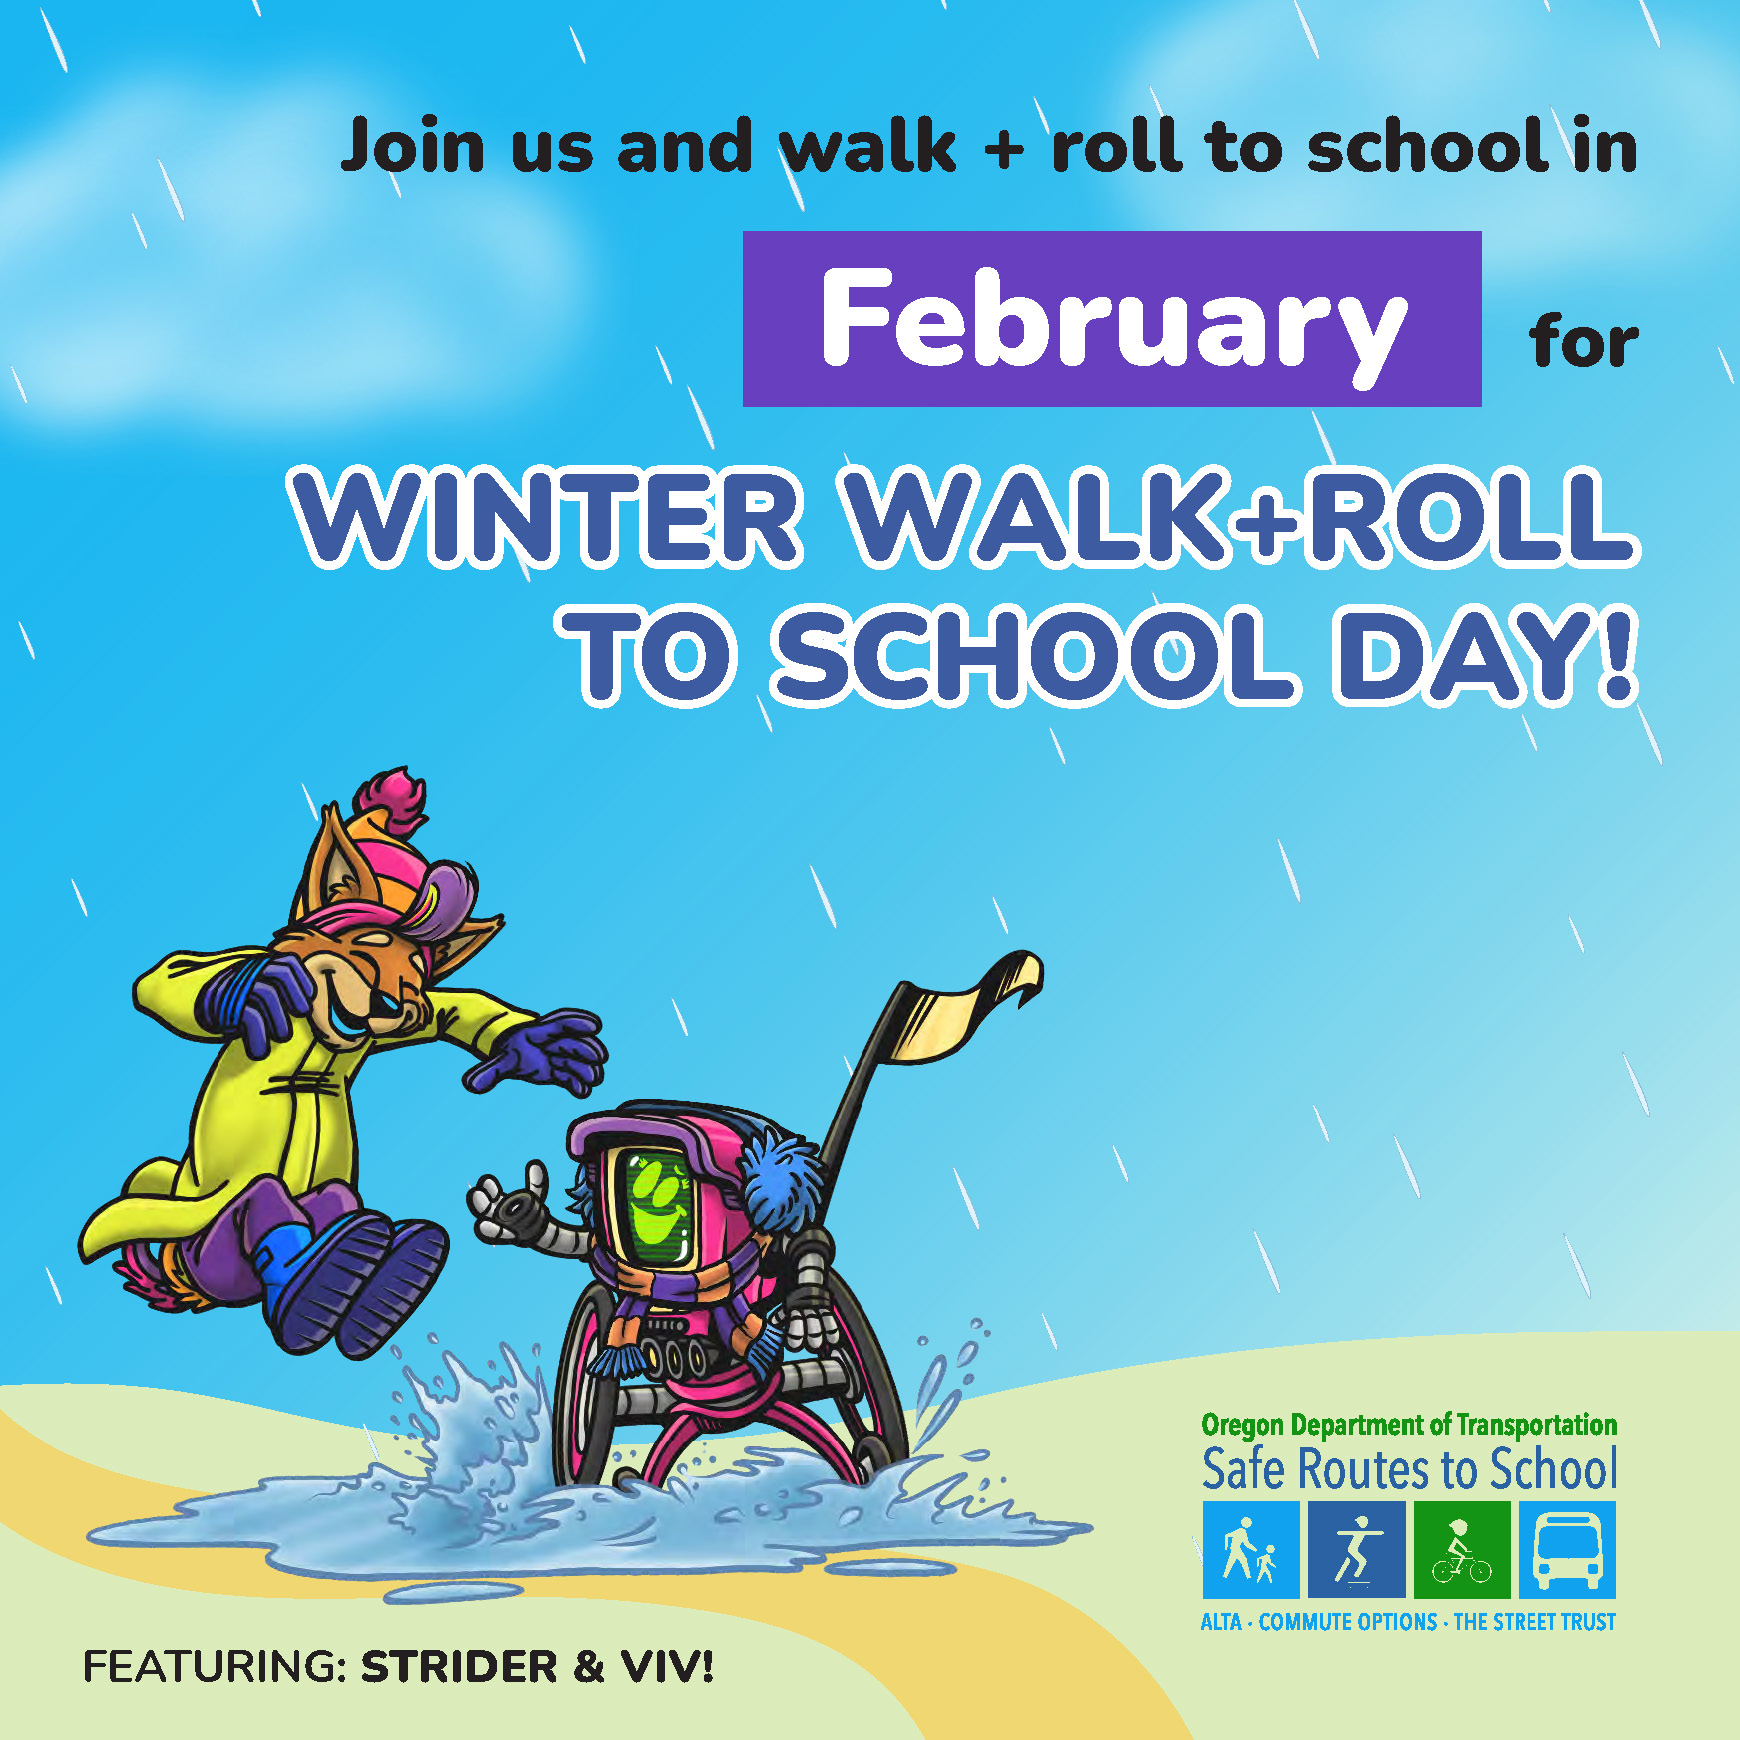 Join us and walk + roll to school in
February for
WINTER WALK+ROLL
TO SCHOOL DAY!
Oregon Department of Transportation
Safe Routes to School
ALTA · COMMUTE OPTIONS · THE STREET TRUST
FEATURING: STRIDER & VIV!